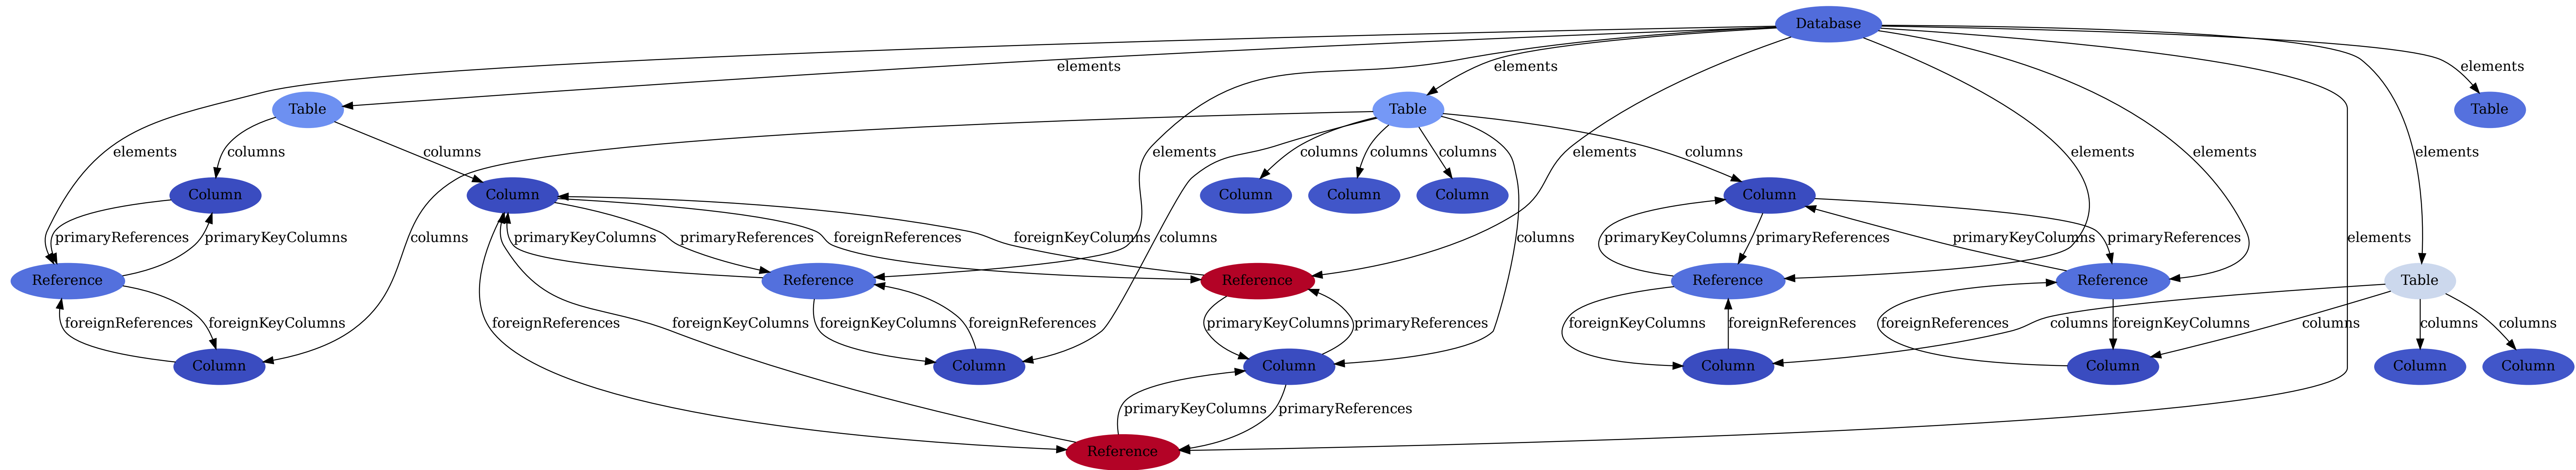 Database
elements
elements
elements
Table
Table
Table
elements
columns
columns
elements
columns
columns
columns
elements
columns
elements
elements
elements
Column
Column
Column
Column
Column
Column
primaryReferences
primaryKeyColumns
columns
primaryKeyColumns
primaryReferences
foreignReferences
foreignKeyColumns
columns
columns
primaryKeyColumns
primaryReferences
primaryKeyColumns
primaryReferences
elements
Reference
Reference
Reference
Reference
Reference
Table
foreignReferences
foreignKeyColumns
foreignReferences
foreignKeyColumns
foreignKeyColumns
foreignReferences
primaryKeyColumns
primaryReferences
foreignKeyColumns
foreignReferences
foreignReferences
columns
foreignKeyColumns
columns
columns
columns
Column
Column
Column
Column
Column
Column
Column
primaryKeyColumns
primaryReferences
Reference